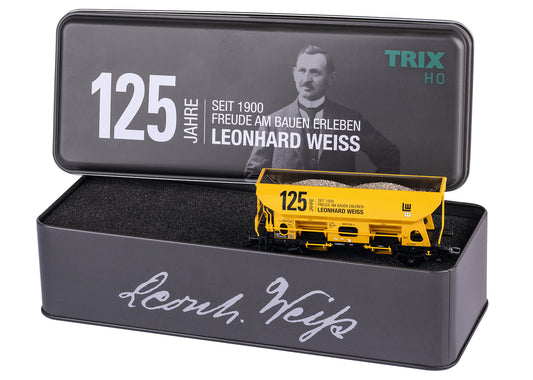 TRIX
H0
125
JAHRE
SEIT 1900
FREUDE AM BAUEN ERLEBEN
LEONHARD WEISS
125
JAHRE
SEIT 1900
FREUDE AM BAUEN ERLEBEN
LEONHARD WEISS
Leonh. Weiß